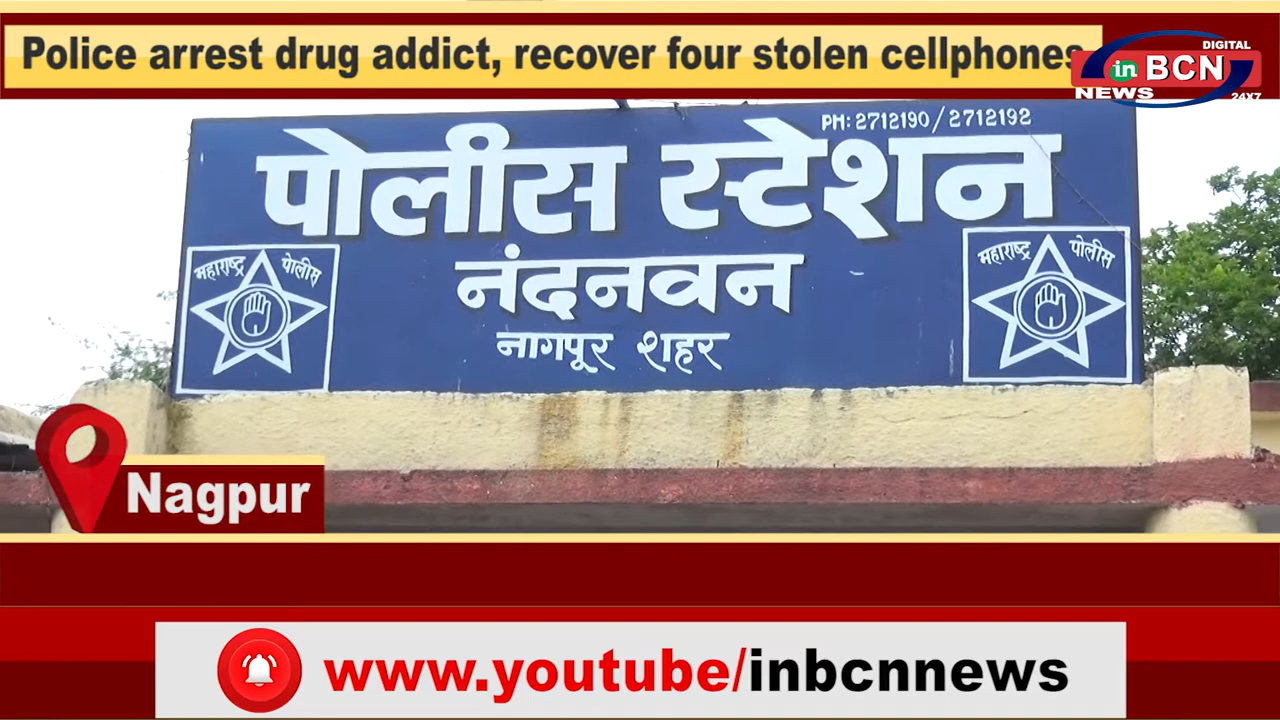 Police arrest drug addict, recover four stolen cellphones
DIGITAL
in BCN
NEWS
24X7
PH: 2712190/2712192
पोलीस स्टेशन
नंदनवन
नागपूर शहर
महाराष्ट्र पोलीस
महाराष्ट्र पोलीस
Nagpur
www.youtube/inbcnnews